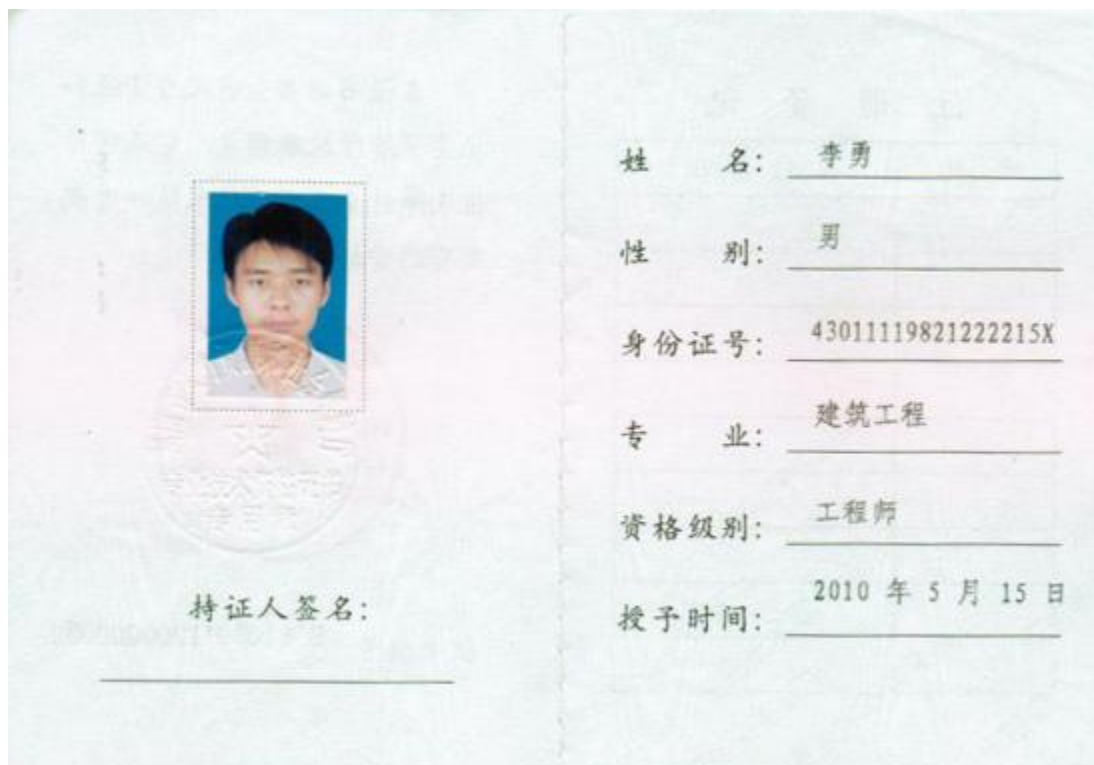 姓 名: 李勇
性 别: 男
身份证号: 43011119821222215X
专 业: 建筑工程
资格级别: 工程师
授予时间: 2010 年 5 月 15 日
持证人签名: